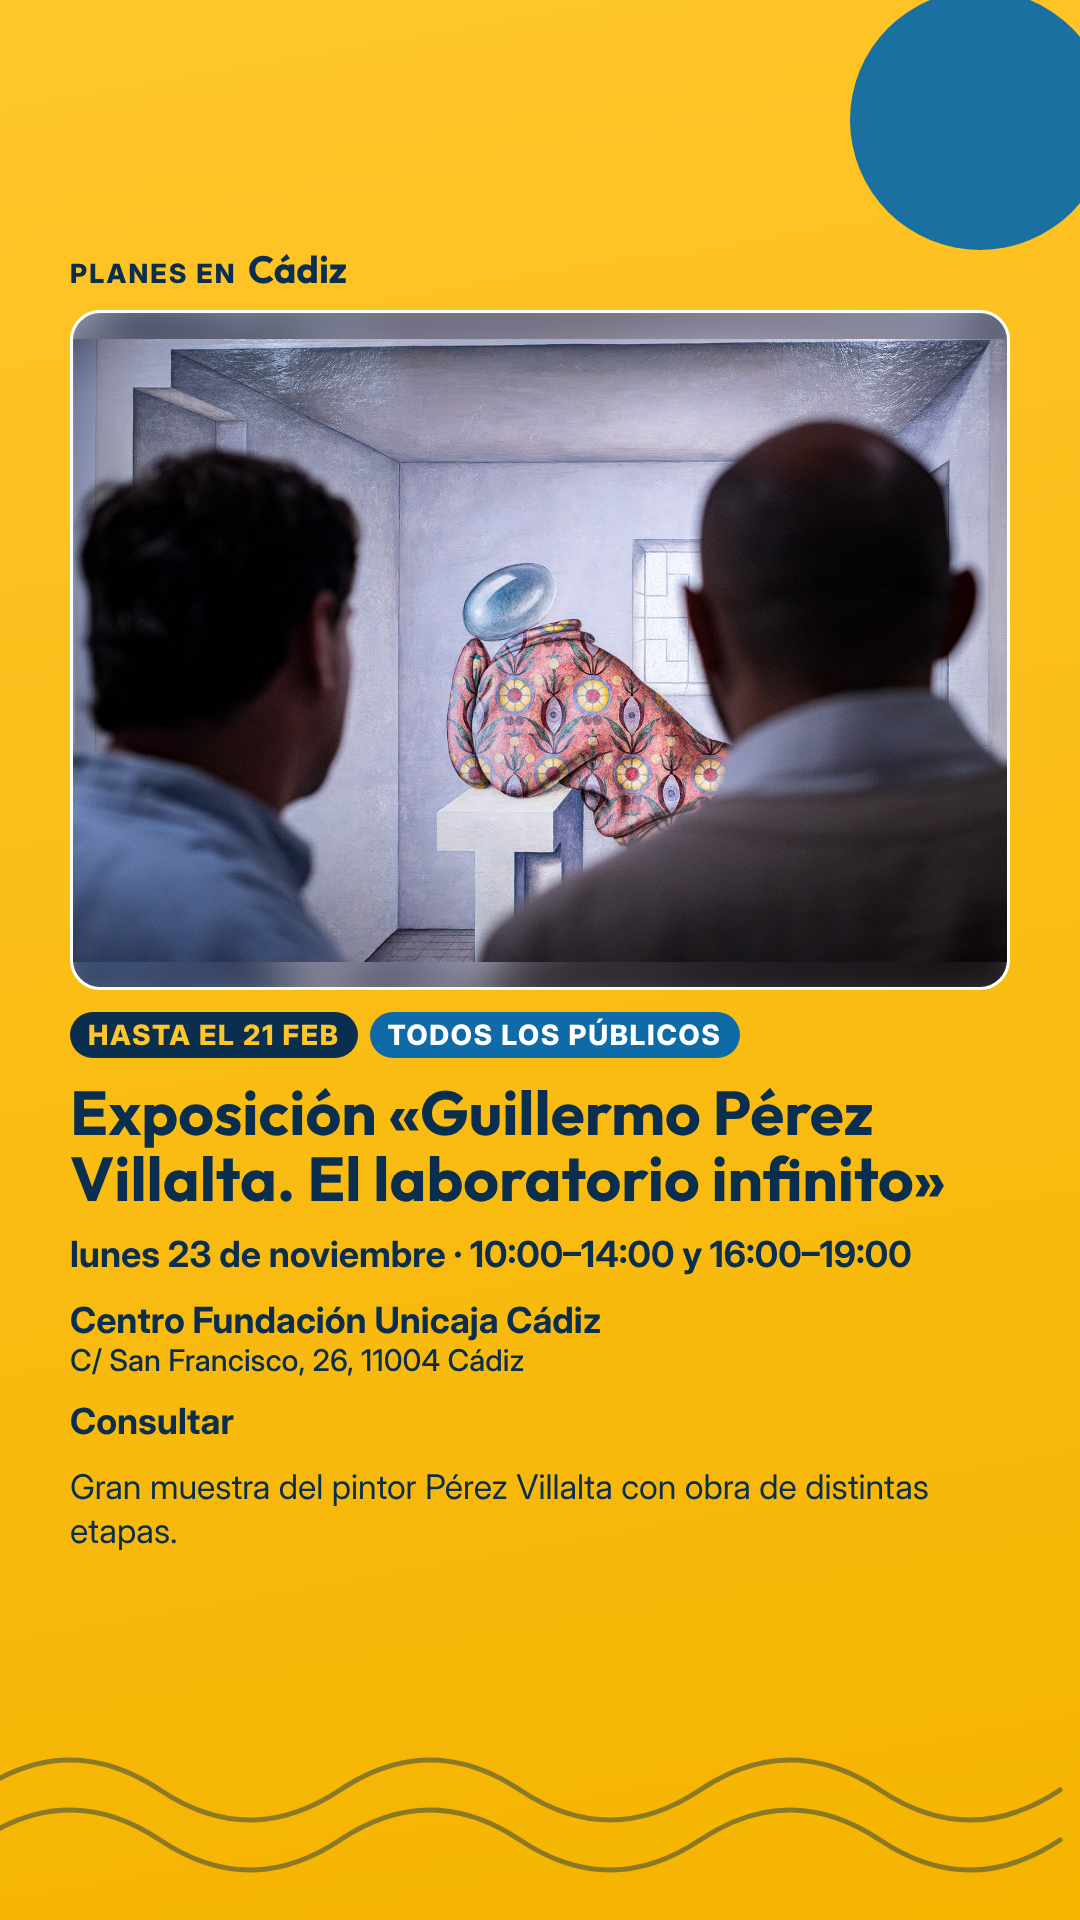 PLANES EN Cádiz
HASTA EL 21 FEB
TODOS LOS PÚBLICOS
Exposición «Guillermo Pérez
Villalta. El laboratorio infinito»
lunes 23 de noviembre · 10:00–14:00 y 16:00–19:00
Centro Fundación Unicaja Cádiz
C/ San Francisco, 26, 11004 Cádiz
Consultar
Gran muestra del pintor Pérez Villalta con obra de distintas
etapas.